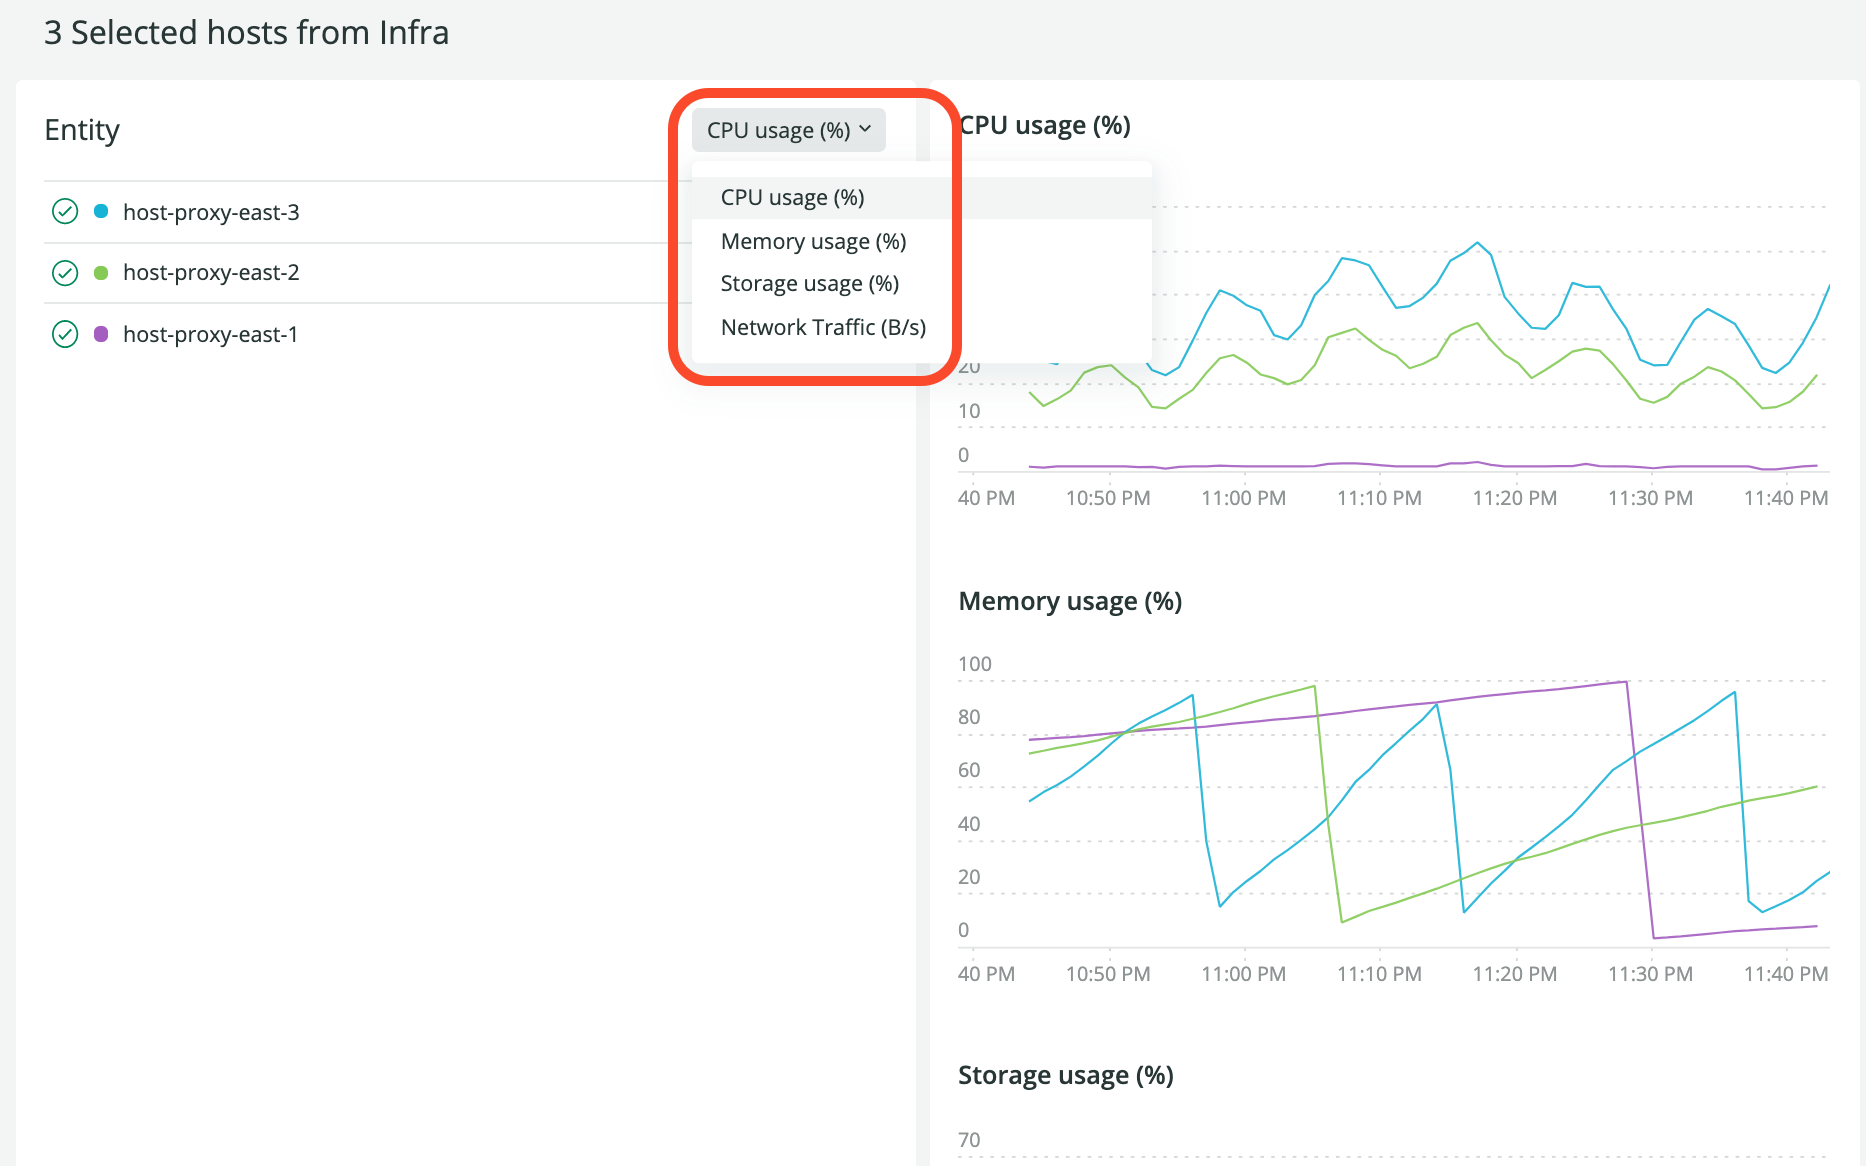 3 Selected hosts from Infra
Entity
CPU usage (%)
host-proxy-east-3
host-proxy-east-2
host-proxy-east-1
CPU usage (%)
Memory usage (%)
Storage usage (%)
Network Traffic (B/s)
CPU usage (%)
20
10
0
40 PM 10:50 PM 11:00 PM 11:10 PM 11:20 PM 11:30 PM 11:40 PM
Memory usage (%)
100
80
60
40
20
0
40 PM 10:50 PM 11:00 PM 11:10 PM 11:20 PM 11:30 PM 11:40 PM
Storage usage (%)
70